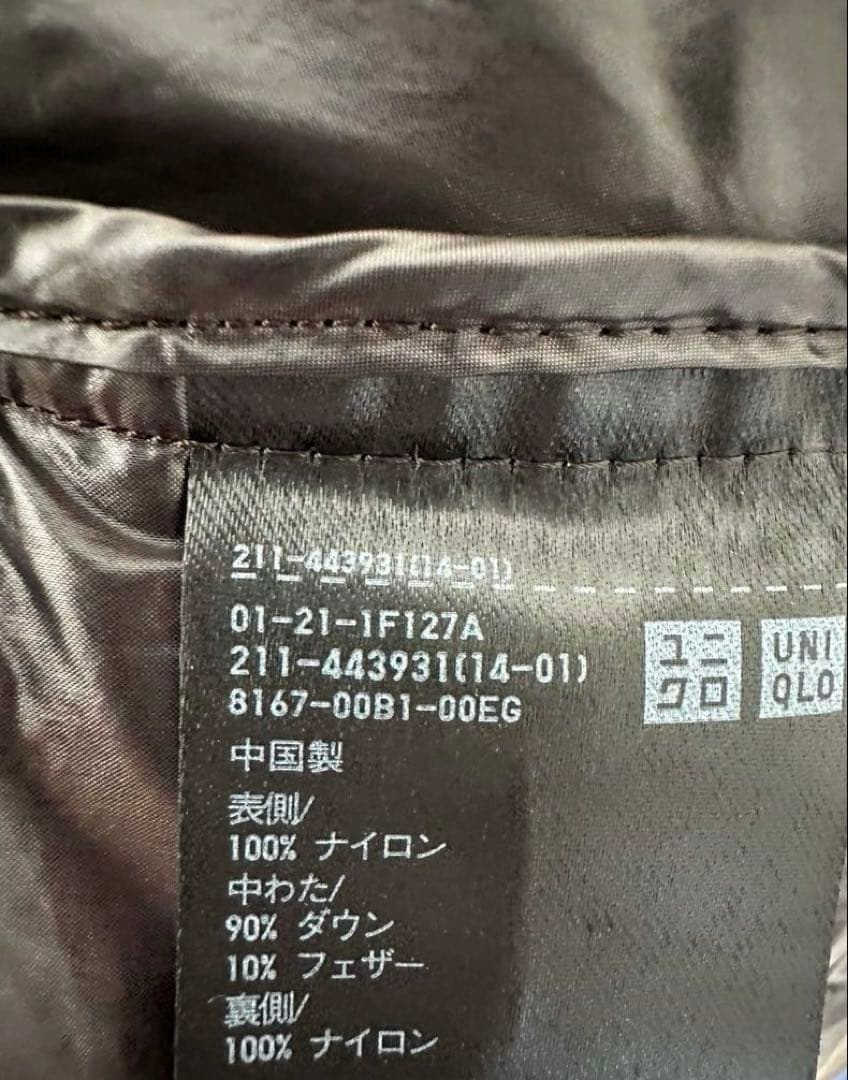 211-443931(14-01)
01-21-1F127A
211-443931(14-01)
8167-00B1-00EG
ユニ
クロ
UNI
QLO
中国製
表側/
100% ナイロン
中わた/
90% ダウン
10% フェザー
裏側/
100% ナイロン